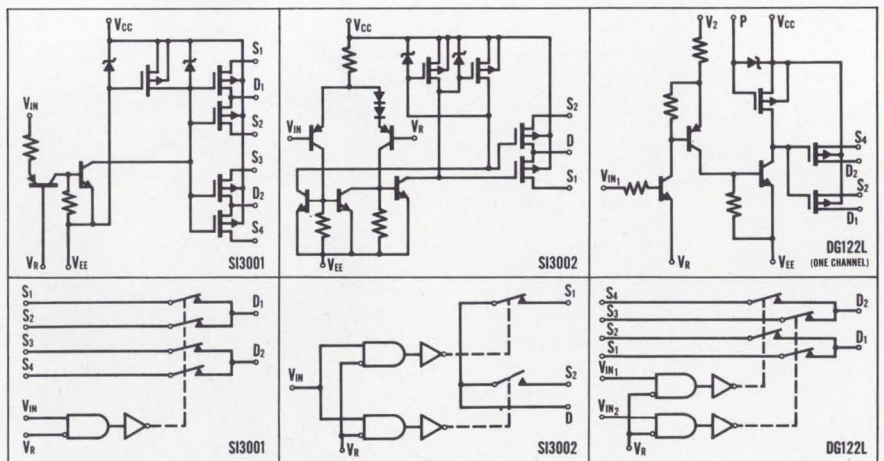 VCC
S1
D1
VIN
S2
S3
D2
S4
VR VEE
SI3001
VCC
S2
VIN VR
D
S1
VEE
SI3002
V2 P VCC
S4
D2
S2
VIN1
D1
VR VEE
DG122L
(ONE CHANNEL)
S1
D1
S2
S3
D2
S4
VIN
VR
SI3001
S1
VIN
S2
D
VR
SI3002
S4
D2
S3
S2
D1
S1
VIN1
VIN2
VR
DG122L